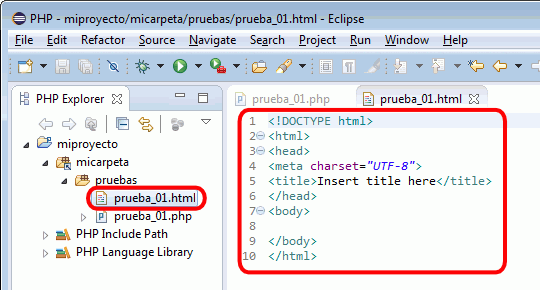 PHP - miproyecto/micarpeta/pruebas/prueba_01.html - Eclipse
File Edit Refactor Navigate Search Project Run Window Help
PHP Explorer
miproyecto
micarpeta
pruebas
prueba_01.html
prueba_01.php
PHP Include Path
PHP Language Library
prueba_01.php prueba_01.html
1 <!DOCTYPE html>
2 <html>
3 <head>
4 <meta charset="UTF-8">
5 <title>Insert title here</title>
6 </head>
7 <body>
8
9 </body>
10 </html>